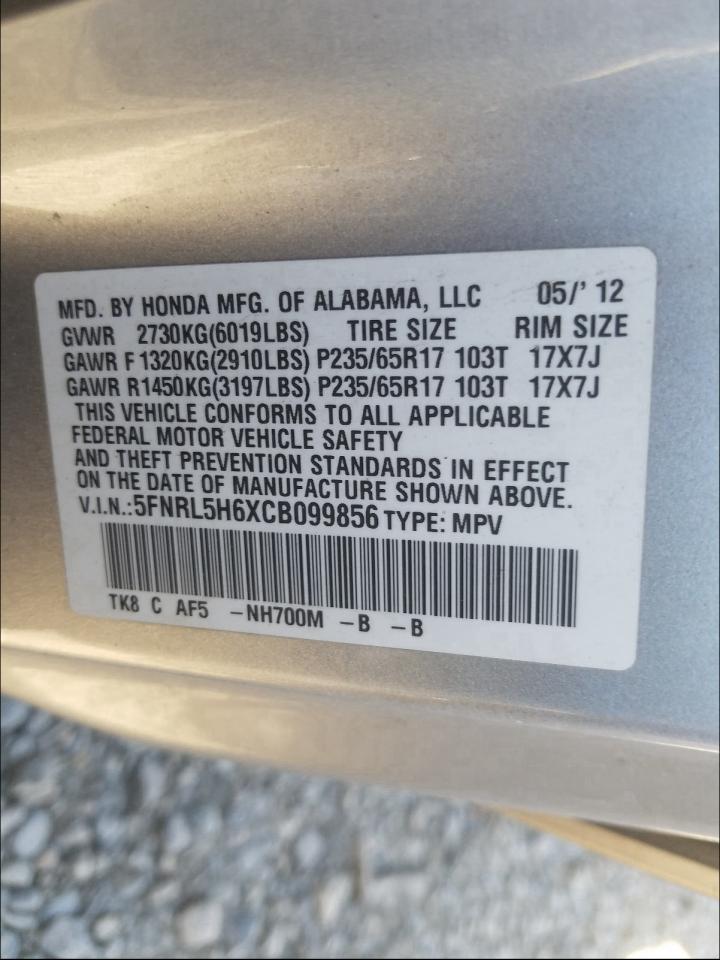 MFD. BY HONDA MFG. OF ALABAMA, LLC 05/' 12
GVWR 2730KG(6019LBS) TIRE SIZE RIM SIZE
GAWR F 1320KG(2910LBS) P235/65R17 103T 17X7J
GAWR R1450KG(3197LBS) P235/65R17 103T 17X7J
THIS VEHICLE CONFORMS TO ALL APPLICABLE
FEDERAL MOTOR VEHICLE SAFETY
AND THEFT PREVENTION STANDARDS IN EFFECT
ON THE DATE OF MANUFACTURE SHOWN ABOVE.
V.I.N.:5FNRL5H6XCB099856 TYPE: MPV
TK8 C AF5 –NH700M –B –B